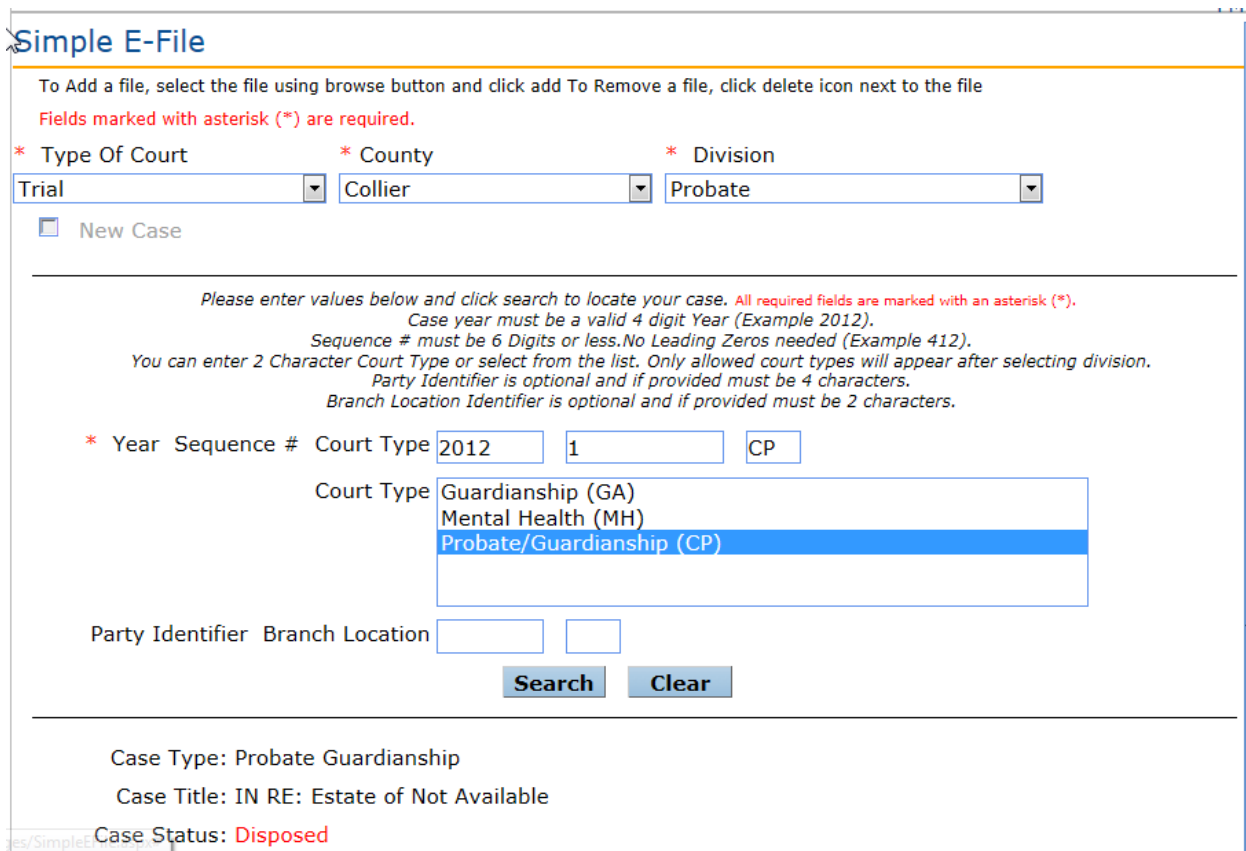 Simple E-File
To Add a file, select the file using browse button and click add To Remove a file, click delete icon next to the file
Fields marked with asterisk (*) are required.
* Type Of Court * County * Division
Trial Collier Probate
New Case
Please enter values below and click search to locate your case. All required fields are marked with an asterisk (*).
Case year must be a valid 4 digit Year (Example 2012).
Sequence # must be 6 Digits or less.No Leading Zeros needed (Example 412).
You can enter 2 Character Court Type or select from the list. Only allowed court types will appear after selecting division.
Party Identifier is optional and if provided must be 4 characters.
Branch Location Identifier is optional and if provided must be 2 characters.
* Year Sequence # Court Type 2012 1 CP
Court Type Guardianship (GA)
Mental Health (MH)
Probate/Guardianship (CP)
Party Identifier Branch Location
Search Clear
Case Type: Probate Guardianship
Case Title: IN RE: Estate of Not Available
Case Status: Disposed